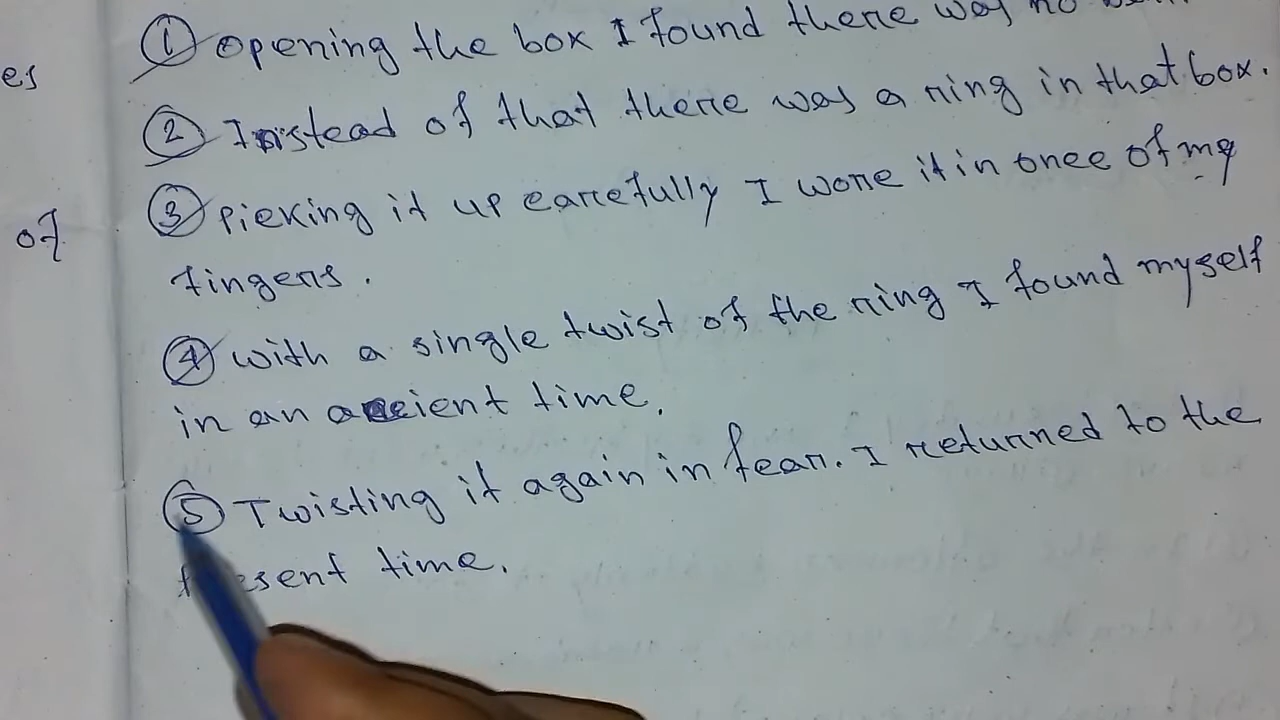 ① Opening the box I found there was no
es
② Instead of that there was a ring in that box.
③ Picking it up carefully I wore it in once of my
of
fingers.
④ With a single twist of the ring I found myself
in an ancient time.
⑤ Twisting it again in fear. I returned to the
present time.